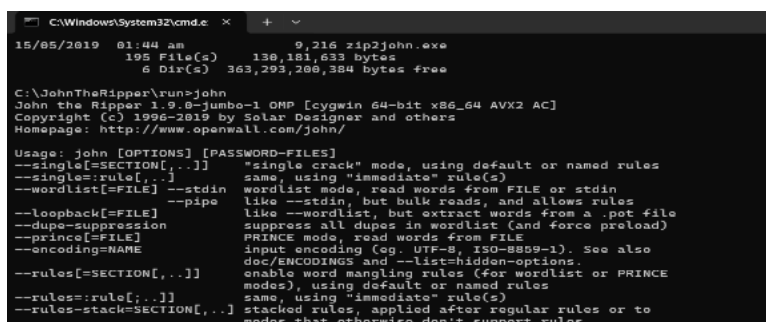 C:\Windows\System32\cmd.e × + ⌄
15/05/2019 01:44 am 9,216 zip2john.exe
195 File(s) 130,181,633 bytes
6 Dir(s) 363,293,200,384 bytes free
C:\JohnTheRipper\run>john
John the Ripper 1.9.0-jumbo-1 OMP [cygwin 64-bit x86_64 AVX2 AC]
Copyright (c) 1996-2019 by Solar Designer and others
Homepage: http://www.openwall.com/john/
Usage: john [OPTIONS] [PASSWORD-FILES]
--single[=SECTION[,..]] "single crack" mode, using default or named rules
--single=:rule[,..] same, using "immediate" rule(s)
--wordlist[=FILE] --stdin wordlist mode, read words from FILE or stdin
--pipe like --stdin, but bulk reads, and allows rules
--loopback[=FILE] like --wordlist, but extract words from a .pot file
--dupe-suppression suppress all dupes in wordlist (and force preload)
--prince[=FILE] PRINCE mode, read words from FILE
--encoding=NAME input encoding (eg. UTF-8, ISO-8859-1). See also
doc/ENCODINGS and --list=hidden-options.
--rules[=SECTION[,..]] enable word mangling rules (for wordlist or PRINCE
modes), using default or named rules
--rules=:rule[;..]] same, using "immediate" rule(s)
--rules-stack=SECTION[,..] stacked rules, applied after regular rules or to
modes that otherwise don't support rules